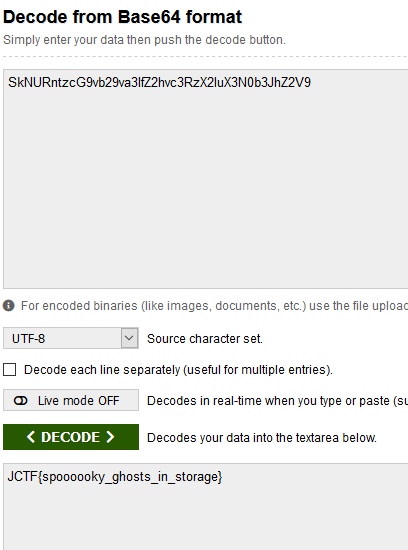 Decode from Base64 format
Simply enter your data then push the decode button.
SkNURntzcG9vb29va3lfZ2hvc3RzX2luX3N0b3JhZ2V9
For encoded binaries (like images, documents, etc.) use the file upload
UTF-8 Source character set.
Decode each line separately (useful for multiple entries).
Live mode OFF Decodes in real-time when you type or paste (su
< DECODE > Decodes your data into the textarea below.
JCTF{spoooooky_ghosts_in_storage}